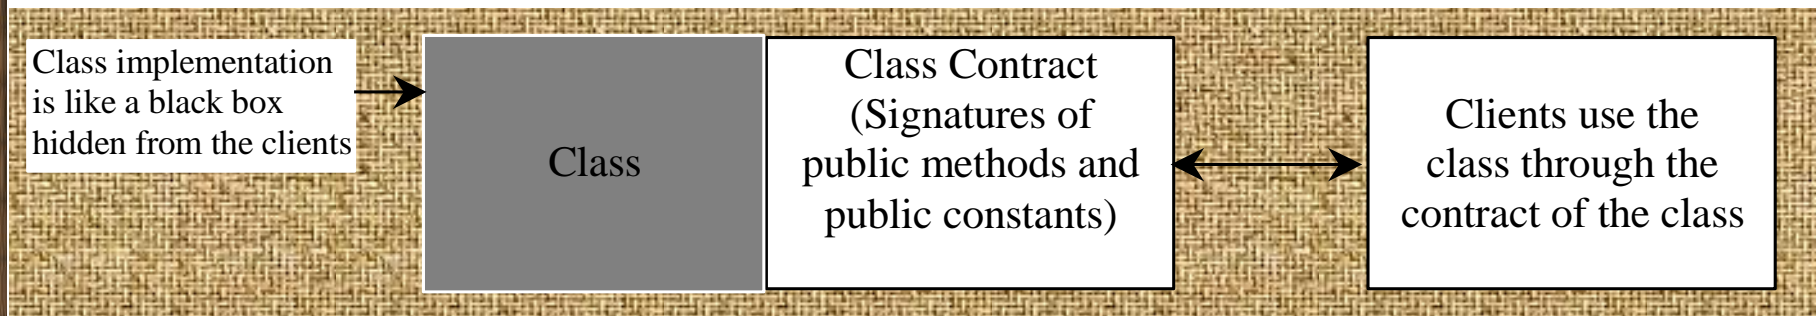 Class implementation
is like a black box
hidden from the clients
Class
Class Contract
(Signatures of
public methods and
public constants)
Clients use the
class through the
contract of the class